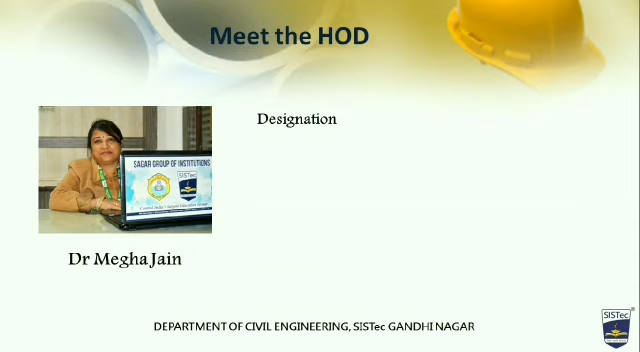 Meet the HOD
Designation
SAGAR GROUP OF INSTITUTIONS
SISTec
Dr Megha Jain
DEPARTMENT OF CIVIL ENGINEERING, SISTec GANDHI NAGAR
SISTec